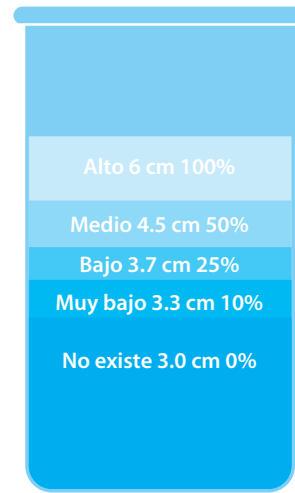 Alto 6 cm 100%
Medio 4.5 cm 50%
Bajo 3.7 cm 25%
Muy bajo 3.3 cm 10%
No existe 3.0 cm 0%